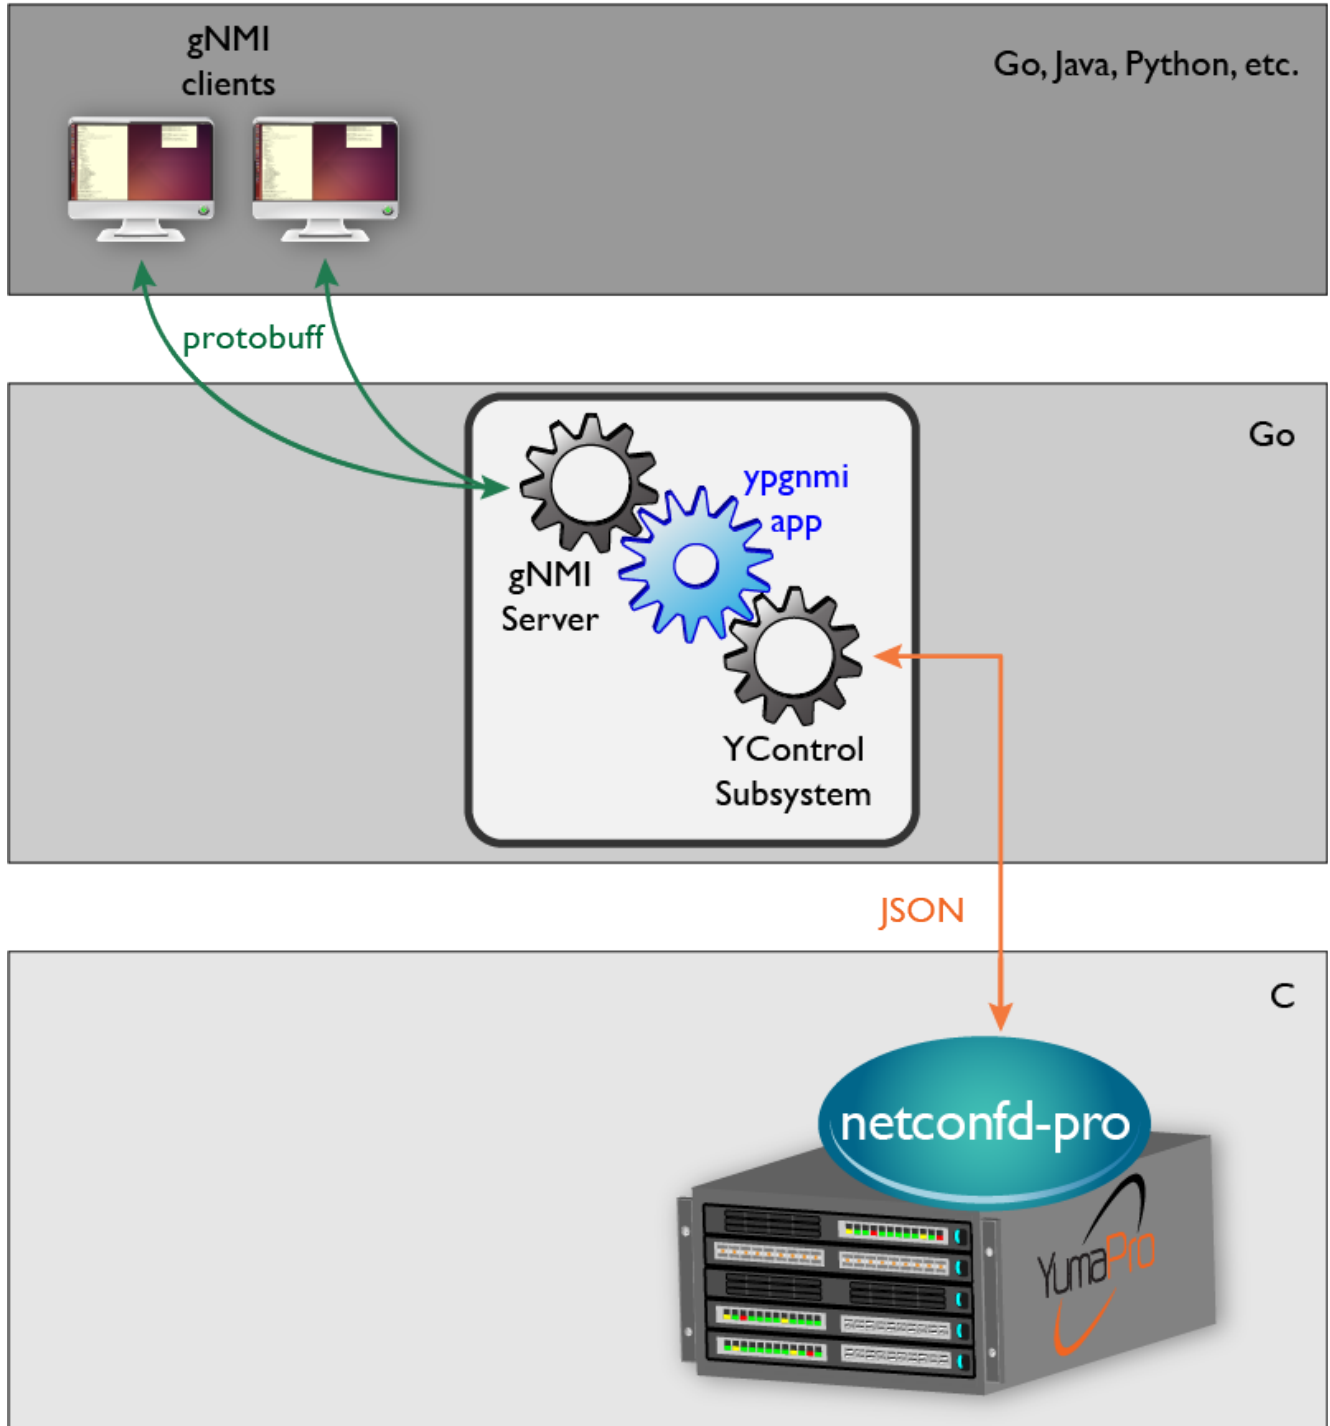 gNMI
clients
Go, Java, Python, etc.
protobuff
Go
ypgnmi
app
gNMI
Server
YControl
Subsystem
JSON
C
netconfd-pro
YumaPro